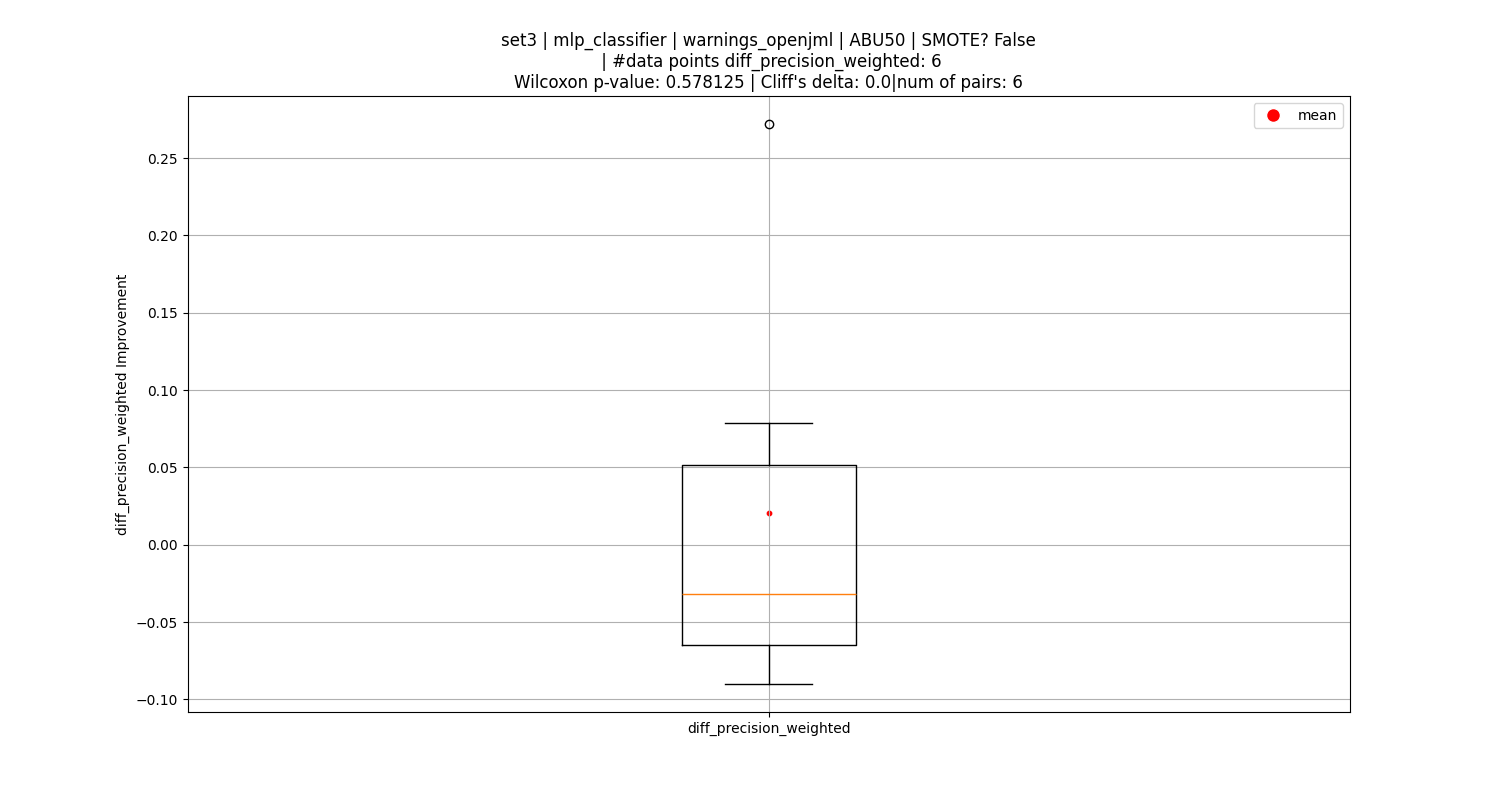 set3 | mlp_classifier | warnings_openjml | ABU50 | SMOTE? False
| #data points diff_precision_weighted: 6
Wilcoxon p-value: 0.578125 | Cliff's delta: 0.0|num of pairs: 6
mean
0.25
0.20
0.15
0.10
0.05
0.00
−0.05
−0.10
diff_precision_weighted Improvement
diff_precision_weighted